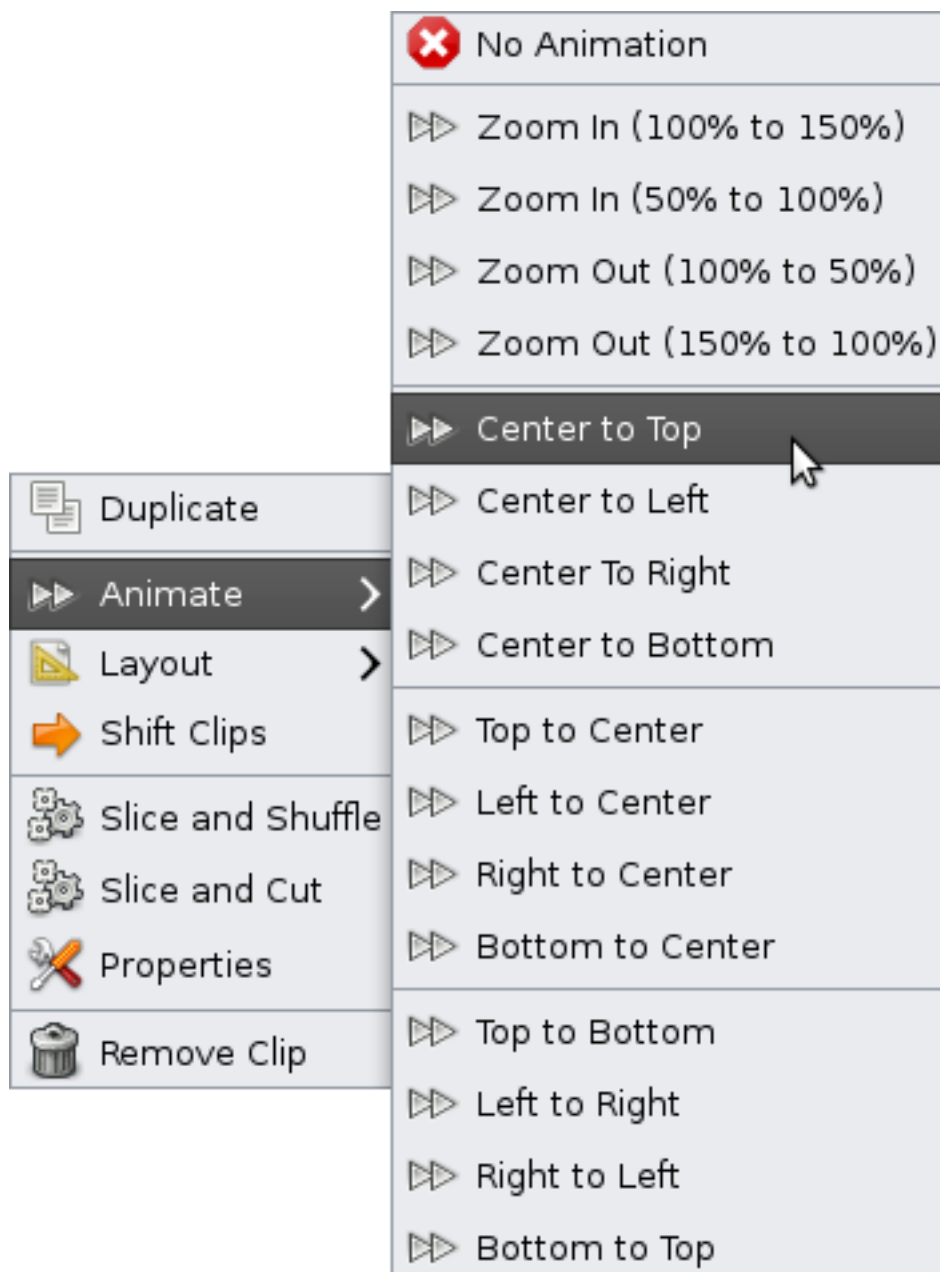 Duplicate
Animate
Layout
Shift Clips
Slice and Shuffle
Slice and Cut
Properties
Remove Clip
No Animation
Zoom In (100% to 150%)
Zoom In (50% to 100%)
Zoom Out (100% to 50%)
Zoom Out (150% to 100%)
Center to Top
Center to Left
Center To Right
Center to Bottom
Top to Center
Left to Center
Right to Center
Bottom to Center
Top to Bottom
Left to Right
Right to Left
Bottom to Top